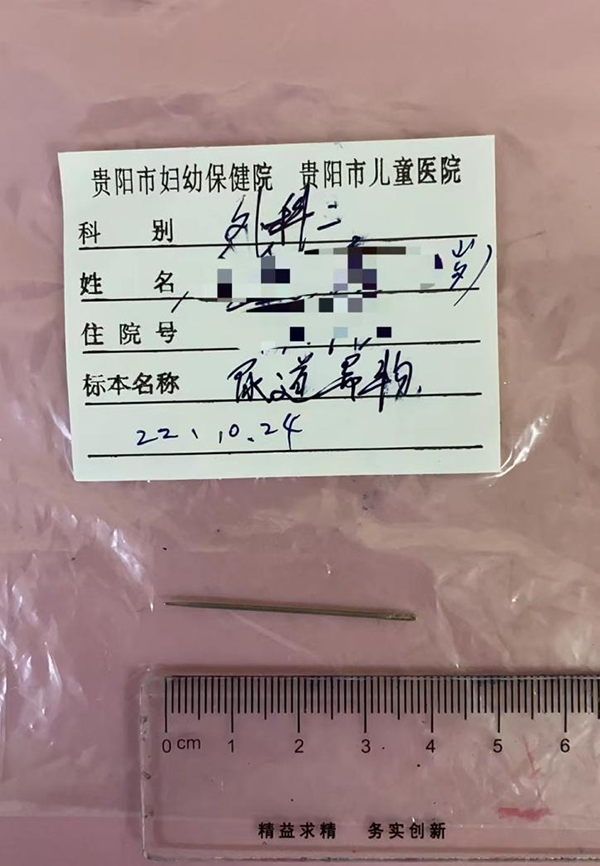 贵阳市妇幼保健院 贵阳市儿童医院
科别 外科二
姓名 岁)
住院号
标本名称 尿道异物
22.10.24
0 cm 1 2 3 4 5 6
精益求精 务实创新